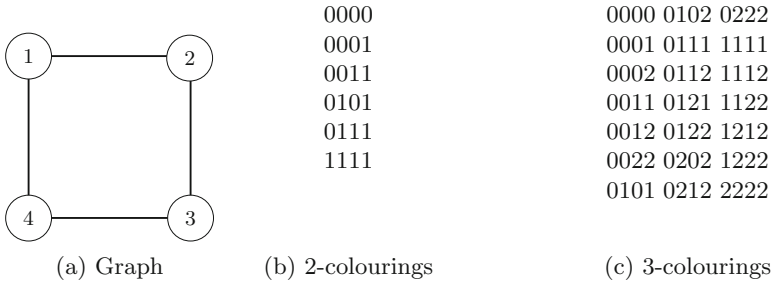 1
2
4
3
(a) Graph
0000
0001
0011
0101
0111
1111
(b) 2-colourings
0000 0102 0222
0001 0111 1111
0002 0112 1112
0011 0121 1122
0012 0122 1212
0022 0202 1222
0101 0212 2222
(c) 3-colourings